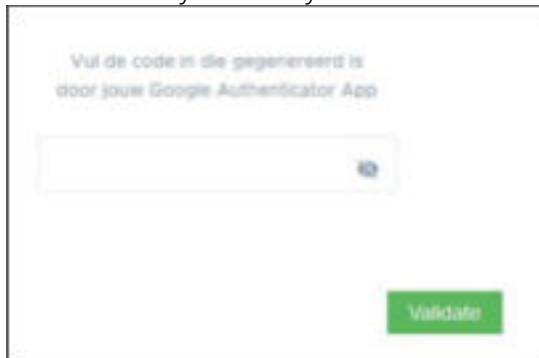 Vul de code in die gegenereerd is
door jouw Google Authenticator App
Validate